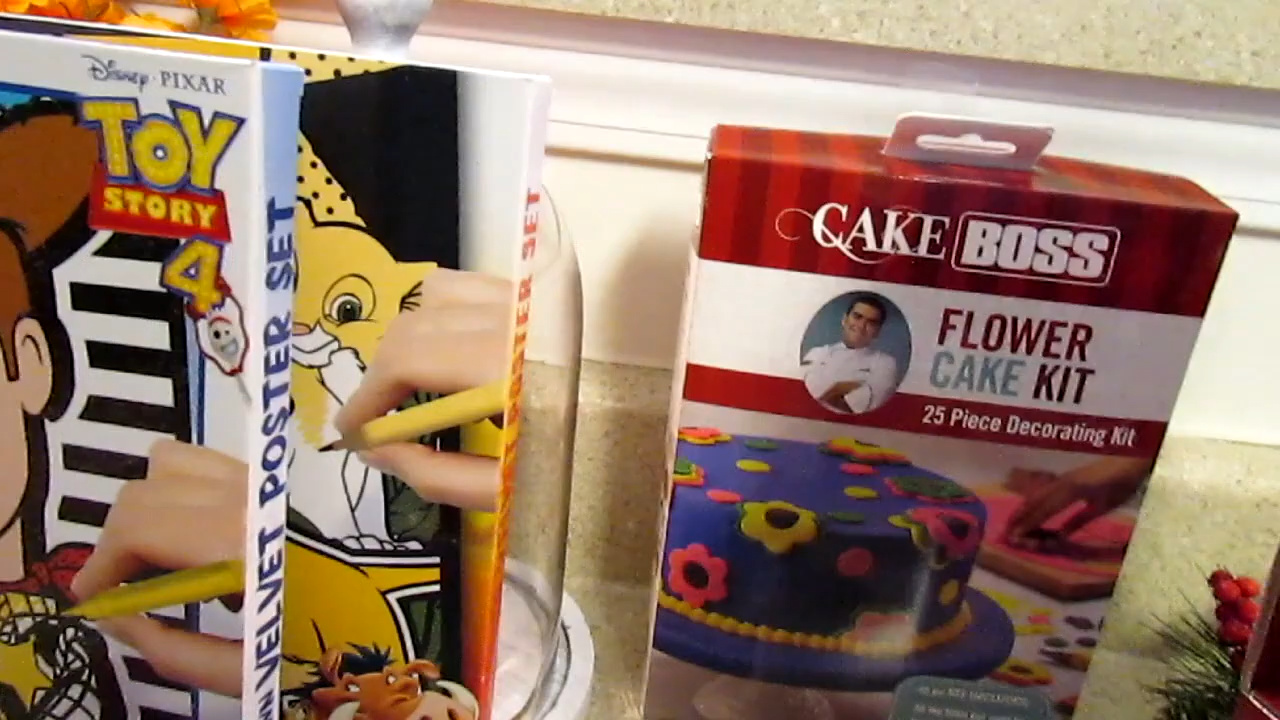 Disney · PIXAR
TOY
STORY
4
VELVET POSTER SET
SET
CAKE BOSS
FLOWER
CAKE KIT
25 Piece Decorating Kit